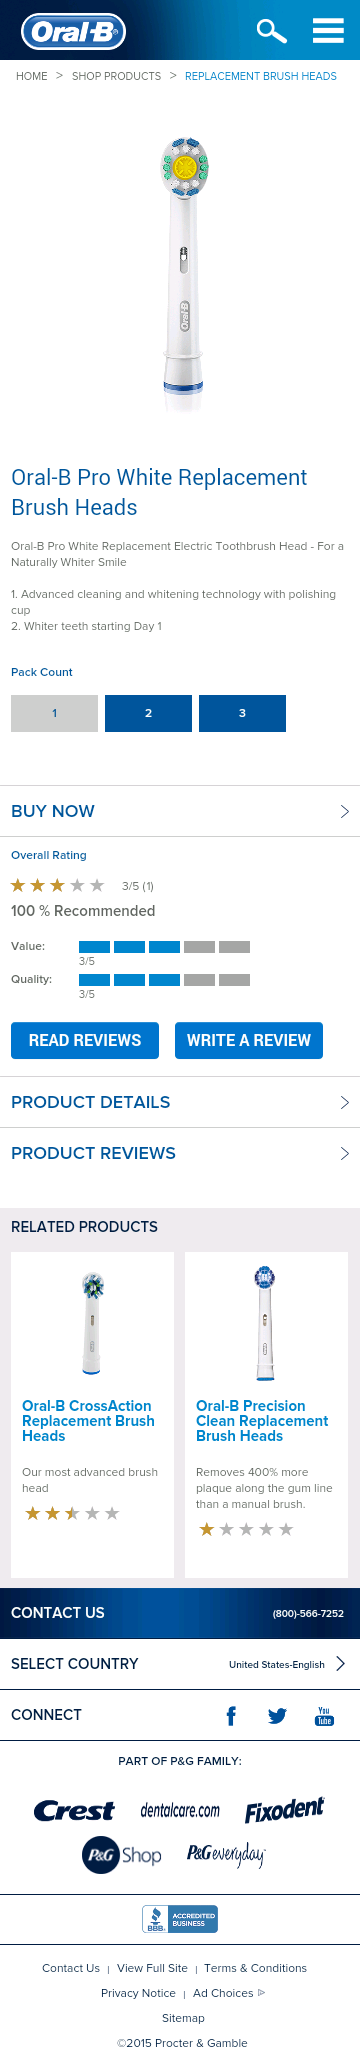 Oral-B
HOME > SHOP PRODUCTS > REPLACEMENT BRUSH HEADS
Oral-B
Oral-B Pro White Replacement
Brush Heads
Oral-B Pro White Replacement Electric Toothbrush Head - For a
Naturally Whiter Smile
1. Advanced cleaning and whitening technology with polishing
cup
2. Whiter teeth starting Day 1
Pack Count
1 2 3
BUY NOW
Overall Rating
3/5 (1)
100 % Recommended
Value:
3/5
Quality:
3/5
READ REVIEWS WRITE A REVIEW
PRODUCT DETAILS
PRODUCT REVIEWS
RELATED PRODUCTS
Oral-B CrossAction
Replacement Brush
Heads
Our most advanced brush
head
Oral-B Precision
Clean Replacement
Brush Heads
Removes 400% more
plaque along the gum line
than a manual brush.
CONTACT US (800)-566-7252
SELECT COUNTRY United States-English
CONNECT You Tube
PART OF P&G FAMILY:
Crest dentalcare.com Fixodent
P&G Shop P&G everyday
BBB. ACCREDITED
BUSINESS
Contact Us | View Full Site | Terms & Conditions
Privacy Notice | Ad Choices
Sitemap
©2015 Procter & Gamble